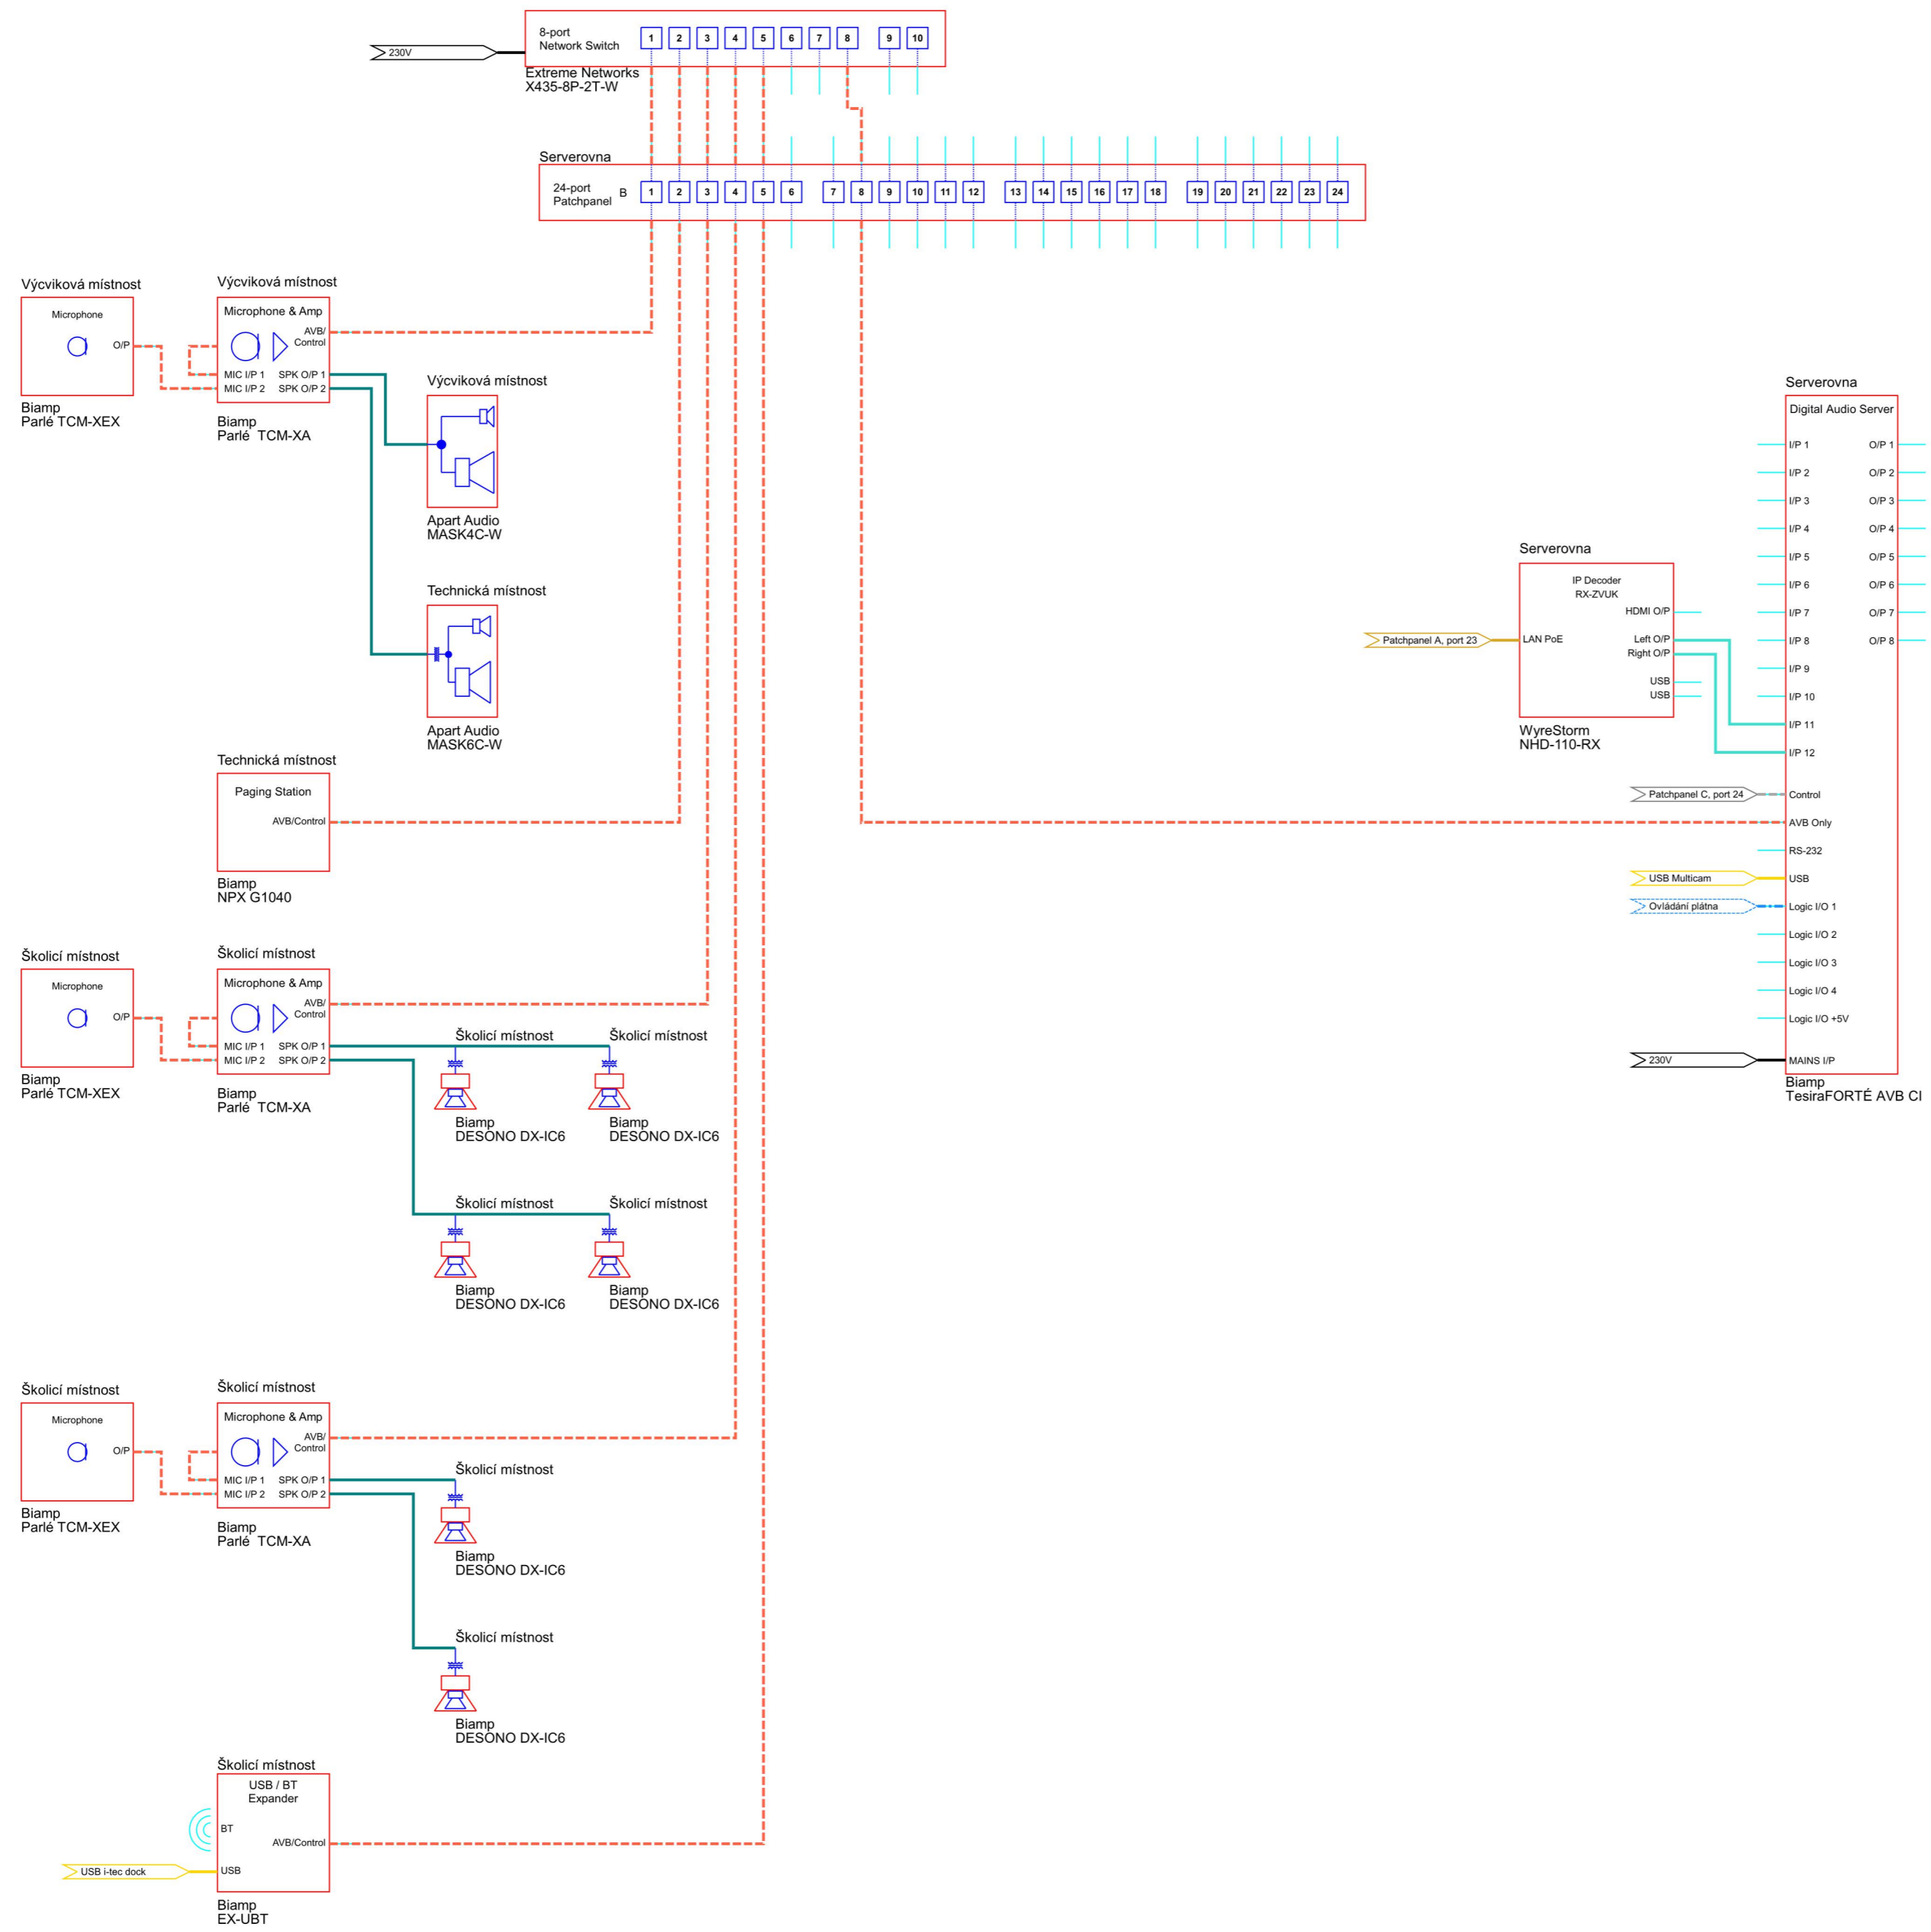 8-port
Network Switch
1 2 3 4 5 6 7 8 9 10
230V
Extreme Networks
X435-8P-2T-W
Serverovna
24-port
Patchpanel
B
1 2 3 4 5 6 7 8 9 10 11 12 13 14 15 16 17 18 19 20 21 22 23 24
Výcviková místnost
Microphone
O/P
Biamp
Parlé TCM-XEX
Výcviková místnost
Microphone & Amp
AVB/
Control
MIC I/P 1 SPK O/P 1
MIC I/P 2 SPK O/P 2
Biamp
Parlé TCM-XA
Výcviková místnost
Apart Audio
MASK4C-W
Technická místnost
Apart Audio
MASK6C-W
Technická místnost
Paging Station
AVB/Control
Biamp
NPX G1040
Školicí místnost
Microphone
O/P
Biamp
Parlé TCM-XEX
Školicí místnost
Microphone & Amp
AVB/
Control
MIC I/P 1 SPK O/P 1
MIC I/P 2 SPK O/P 2
Biamp
Parlé TCM-XA
Školicí místnost
Biamp
DESONO DX-IC6
Školicí místnost
Biamp
DESONO DX-IC6
Školicí místnost
Biamp
DESONO DX-IC6
Školicí místnost
Biamp
DESONO DX-IC6
Školicí místnost
Microphone
O/P
Biamp
Parlé TCM-XEX
Školicí místnost
Microphone & Amp
AVB/
Control
MIC I/P 1 SPK O/P 1
MIC I/P 2 SPK O/P 2
Biamp
Parlé TCM-XA
Školicí místnost
Biamp
DESONO DX-IC6
Školicí místnost
Biamp
DESONO DX-IC6
Školicí místnost
USB / BT
Expander
BT
AVB/Control
USB i-tec dock
USB
Biamp
EX-UBT
Serverovna
IP Decoder
RX-ZVUK
HDMI O/P
Patchpanel A, port 23
LAN PoE
Left O/P
Right O/P
USB
USB
WyreStorm
NHD-110-RX
Serverovna
Digital Audio Server
I/P 1 O/P 1
I/P 2 O/P 2
I/P 3 O/P 3
I/P 4 O/P 4
I/P 5 O/P 5
I/P 6 O/P 6
I/P 7 O/P 7
I/P 8 O/P 8
I/P 9
I/P 10
I/P 11
I/P 12
Patchpanel C, port 24 Control
AVB Only
RS-232
USB Multicam USB
Ovládání plátna Logic I/O 1
Logic I/O 2
Logic I/O 3
Logic I/O 4
Logic I/O +5V
230V MAINS I/P
Biamp
TesiraFORTÉ AVB CI